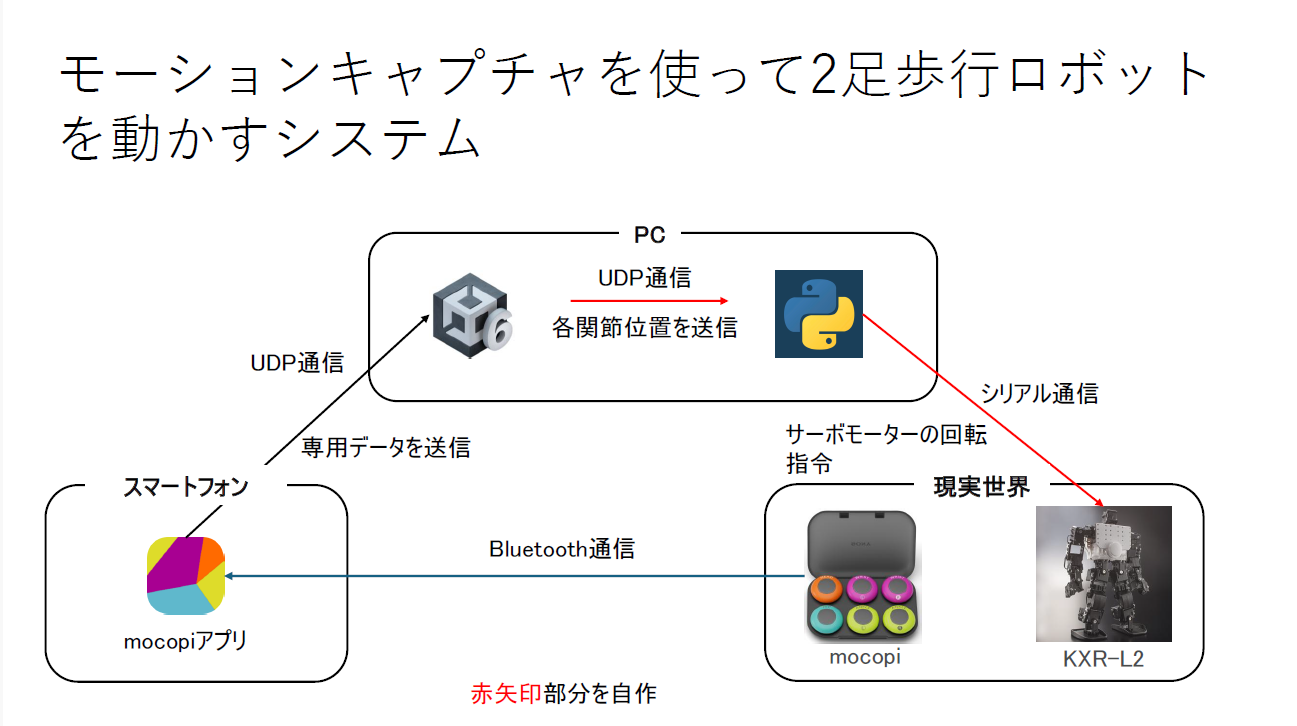 モーションキャプチャを使って2足歩行ロボット
を動かすシステム
PC
UDP通信
各関節位置を送信
6
UDP通信
専用データを送信
シリアル通信
サーボモーターの回転
指令
スマートフォン
現実世界
Bluetooth通信
mocopiアプリ
mocopi
KXR-L2
赤矢印部分を自作